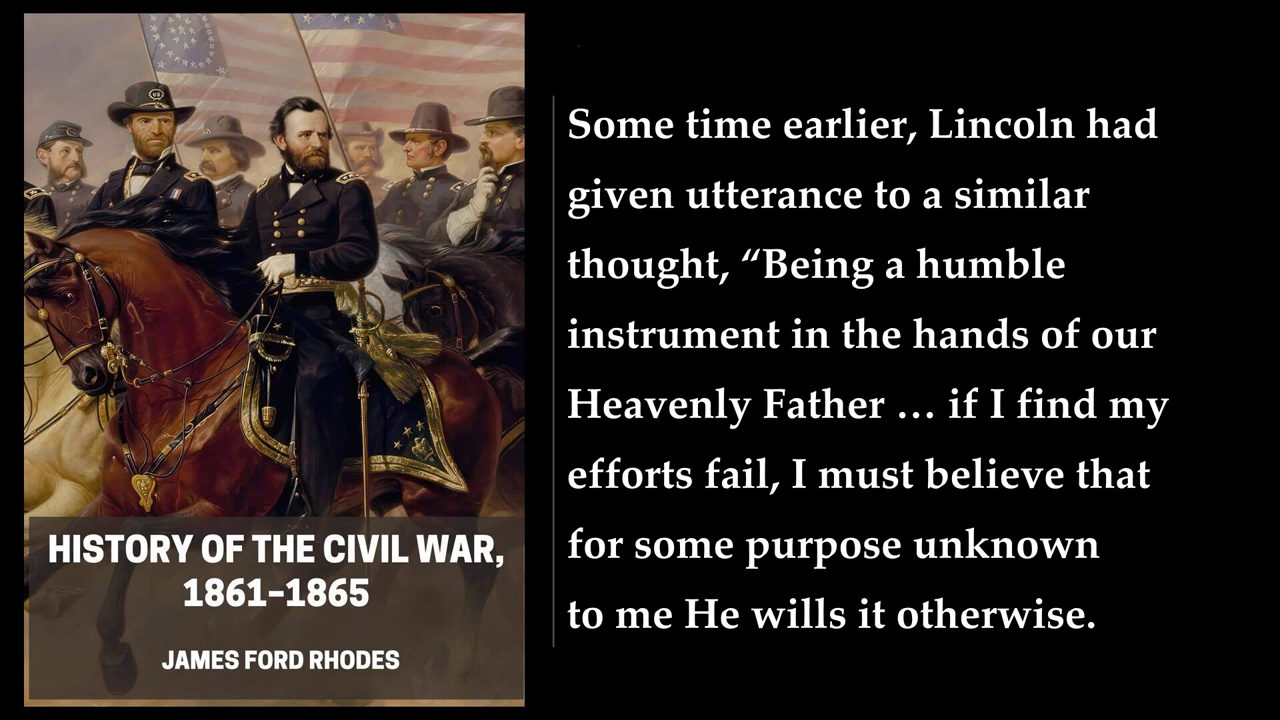 HISTORY OF THE CIVIL WAR,
1861–1865
JAMES FORD RHODES
Some time earlier, Lincoln had
given utterance to a similar
thought, “Being a humble
instrument in the hands of our
Heavenly Father … if I find my
efforts fail, I must believe that
for some purpose unknown
to me He wills it otherwise.